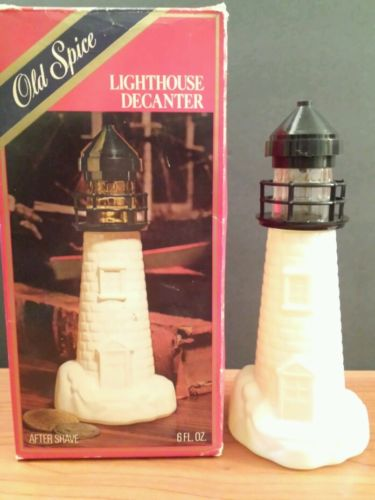 Old Spice
LIGHTHOUSE
DECANTER
AFTER SHAVE
6 FL. OZ.